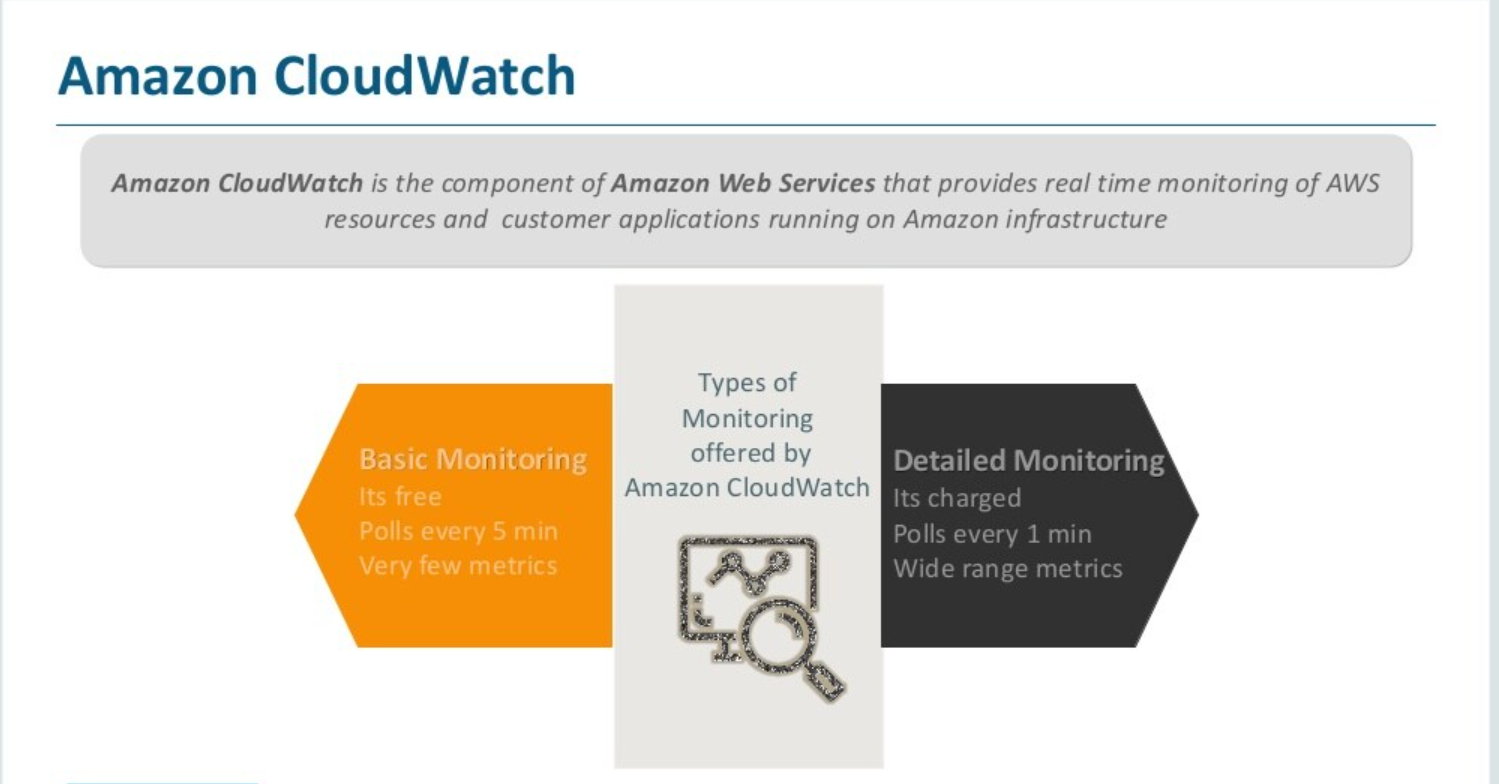 Amazon CloudWatch
Amazon CloudWatch is the component of Amazon Web Services that provides real time monitoring of AWS
resources and  customer applications running on Amazon infrastructure
Types of
Monitoring
offered by
Amazon CloudWatch
Basic Monitoring
Its free
Polls every 5 min
Very few metrics
Detailed Monitoring
Its charged
Polls every 1 min
Wide range metrics